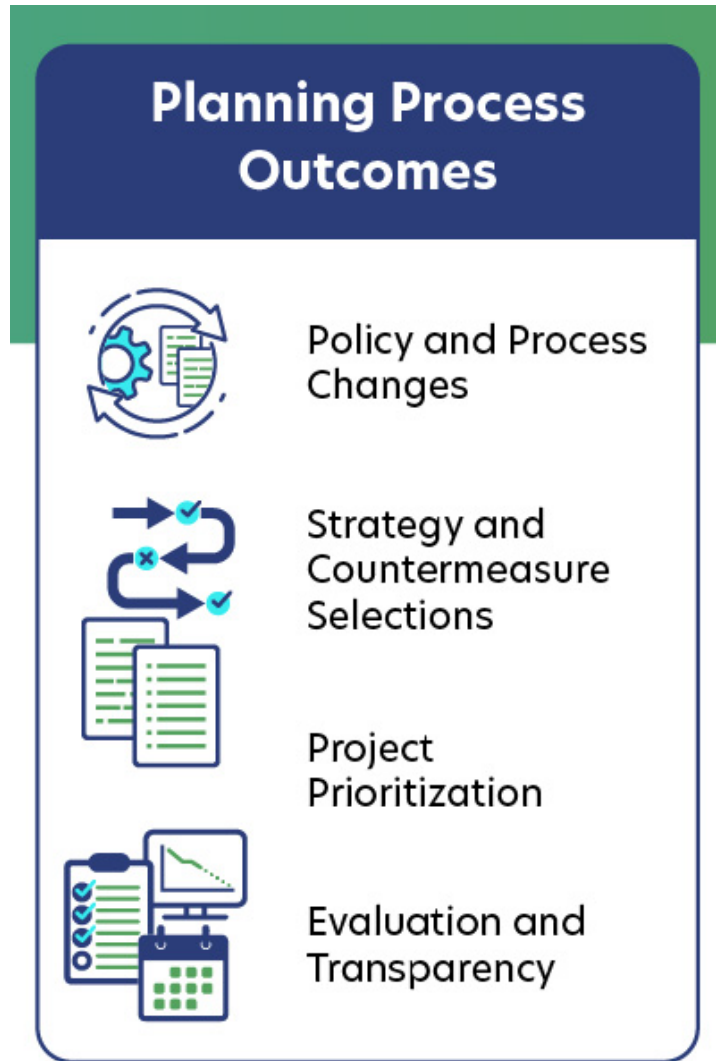 Planning Process
Outcomes
Policy and Process
Changes
Strategy and
Countermeasure
Selections
Project
Prioritization
Evaluation and
Transparency